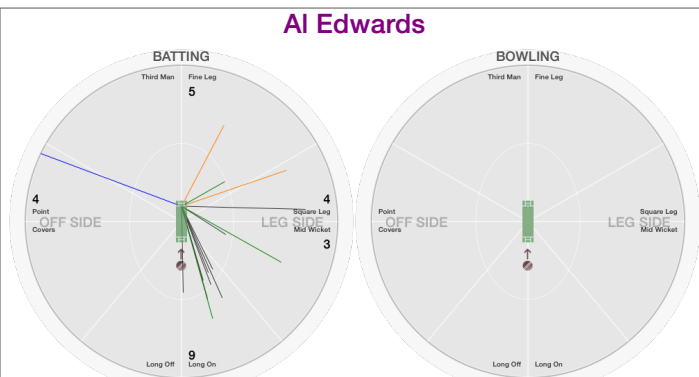 Al Edwards
BATTING
Third Man Fine Leg
5
4
Point
OFF SIDE
Covers
4
Square Leg
LEG SIDE
Mid Wicket
3
9
Long Off Long On
BOWLING
Third Man Fine Leg
Point
OFF SIDE
Covers
Square Leg
LEG SIDE
Mid Wicket
Long Off Long On